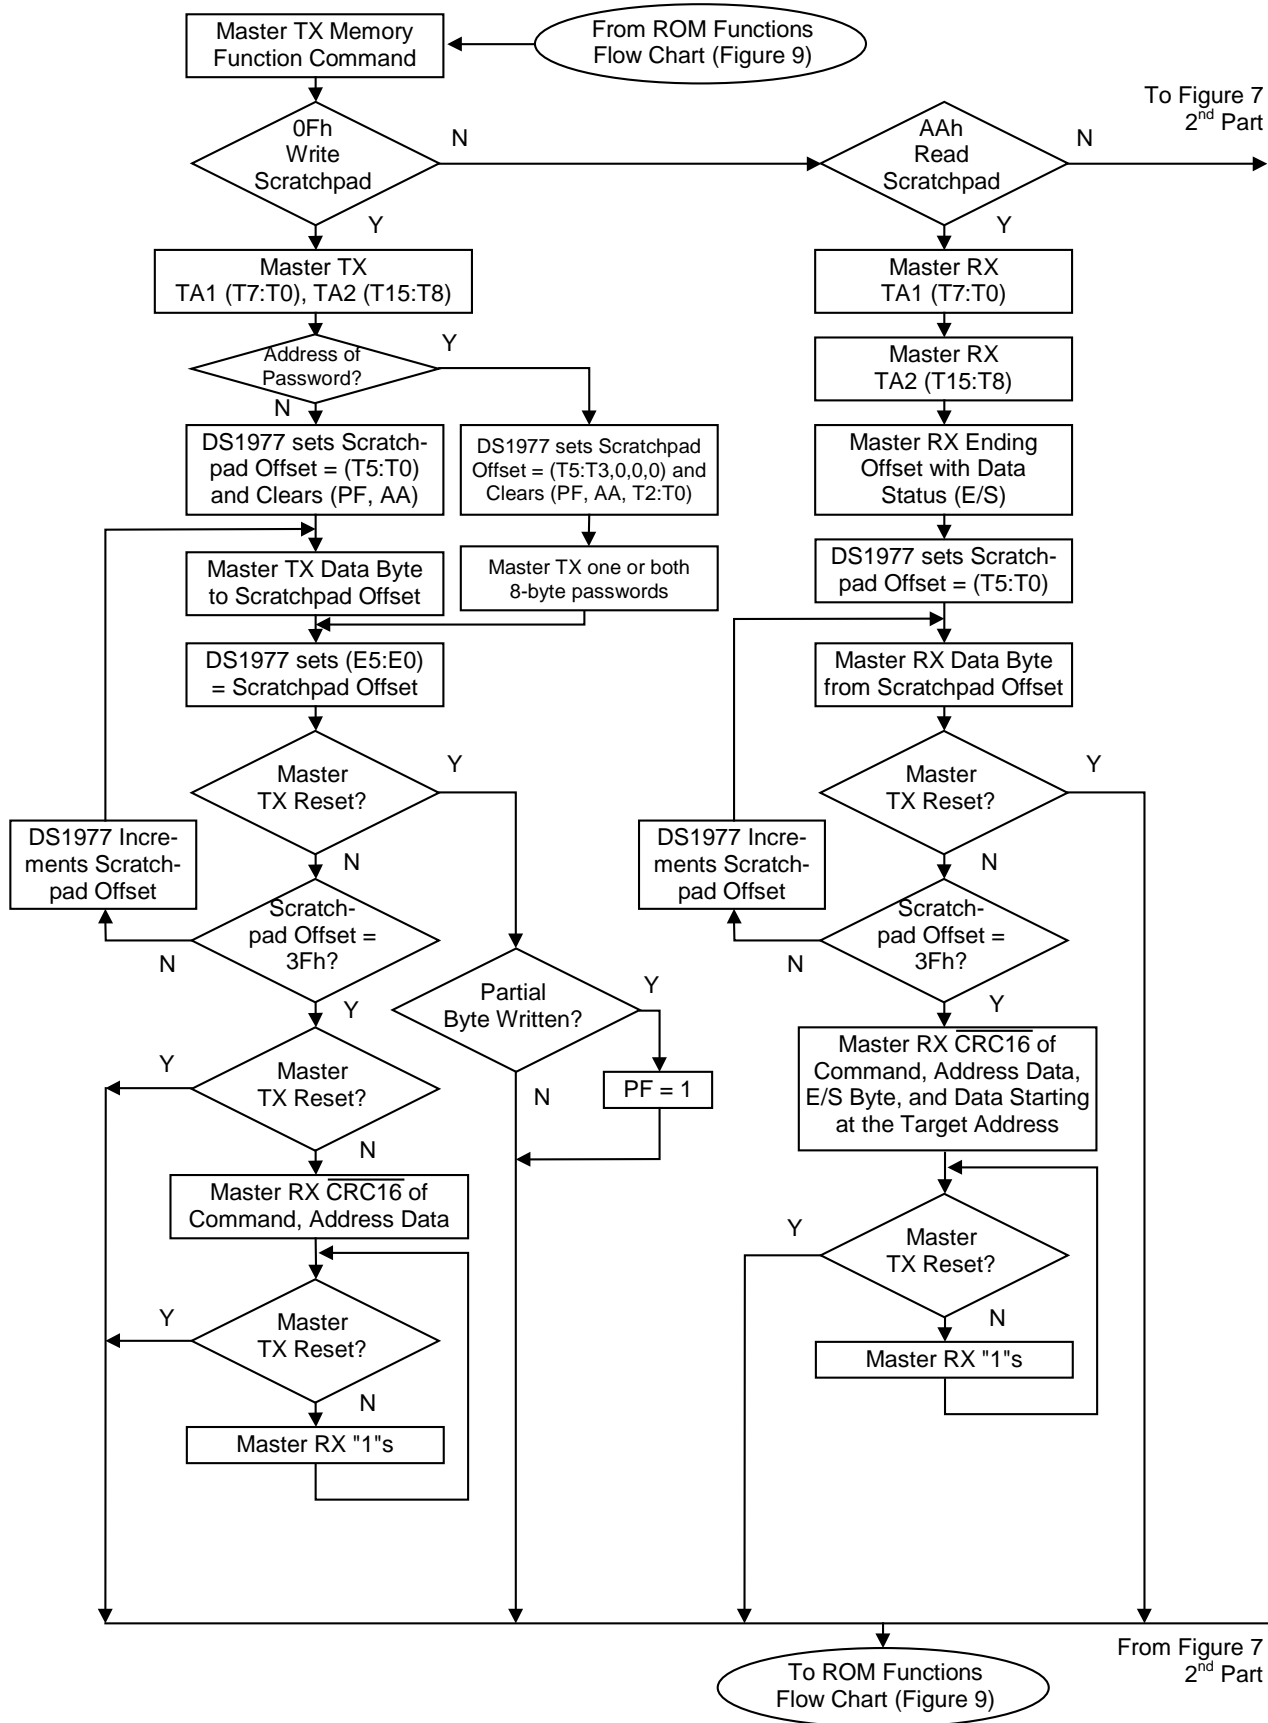 Master TX Memory
Function Command
From ROM Functions
Flow Chart (Figure 9)
To Figure 7
2nd Part
0Fh
Write
Scratchpad
N
Y
AAh
Read
Scratchpad
N
Y
Master TX
TA1 (T7:T0), TA2 (T15:T8)
Address of
Password?
Y
N
DS1977 sets Scratch-
pad Offset = (T5:T0)
and Clears (PF, AA)
DS1977 sets Scratchpad
Offset = (T5:T3,0,0,0) and
Clears (PF, AA, T2:T0)
Master TX Data Byte
to Scratchpad Offset
Master TX one or both
8-byte passwords
DS1977 sets (E5:E0)
= Scratchpad Offset
Master
TX Reset?
Y
N
DS1977 Incre-
ments Scratch-
pad Offset
Scratch-
pad Offset =
3Fh?
N
Y
Partial
Byte Written?
Y
N
PF = 1
Master
TX Reset?
Y
N
Master RX CRC16 of
Command, Address Data
Master
TX Reset?
Y
N
Master RX "1"s
Master RX
TA1 (T7:T0)
Master RX
TA2 (T15:T8)
Master RX Ending
Offset with Data
Status (E/S)
DS1977 sets Scratch-
pad Offset = (T5:T0)
Master RX Data Byte
from Scratchpad Offset
Master
TX Reset?
Y
N
DS1977 Incre-
ments Scratch-
pad Offset
Scratch-
pad Offset =
3Fh?
N
Y
Master RX CRC16 of
Command, Address Data,
E/S Byte, and Data Starting
at the Target Address
Master
TX Reset?
Y
N
Master RX "1"s
From Figure 7
2nd Part
To ROM Functions
Flow Chart (Figure 9)